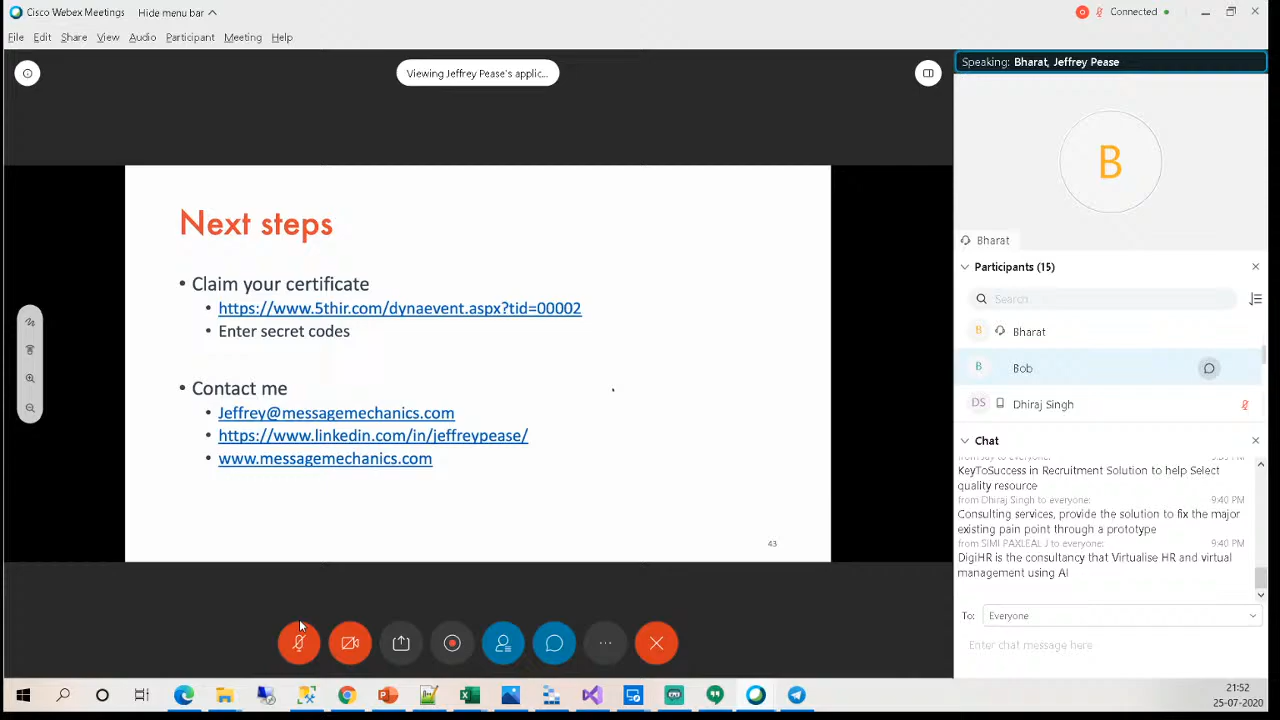 Cisco Webex Meetings
Hide menu bar
Connected
File Edit Share View Audio Participant Meeting Help
Viewing Jeffrey Pease's applic...
Speaking: Bharat, Jeffrey Pease
B
Bharat
Next steps
• Claim your certificate
• https://www.5thir.com/dynaevent.aspx?tid=00002
• Enter secret codes
• Contact me
• Jeffrey@messagemechanics.com
• https://www.linkedin.com/in/jeffreypease/
• www.messagemechanics.com
43
Participants (15)
Search
B Bharat
B Bob
DS Dhiraj Singh
Chat
KeyToSuccess in Recruitment Solution to help Select
quality resource
from Dhiraj Singh to everyone: 9:40 PM
Consulting services, provide the solution to fix the major
existing pain point through a prototype
from SIMI PAXLEAL J to everyone: 9:40 PM
DigiHR is the consultancy that Virtualise HR and virtual
management using AI
To: Everyone
Enter chat message here
21:52
25-07-2020